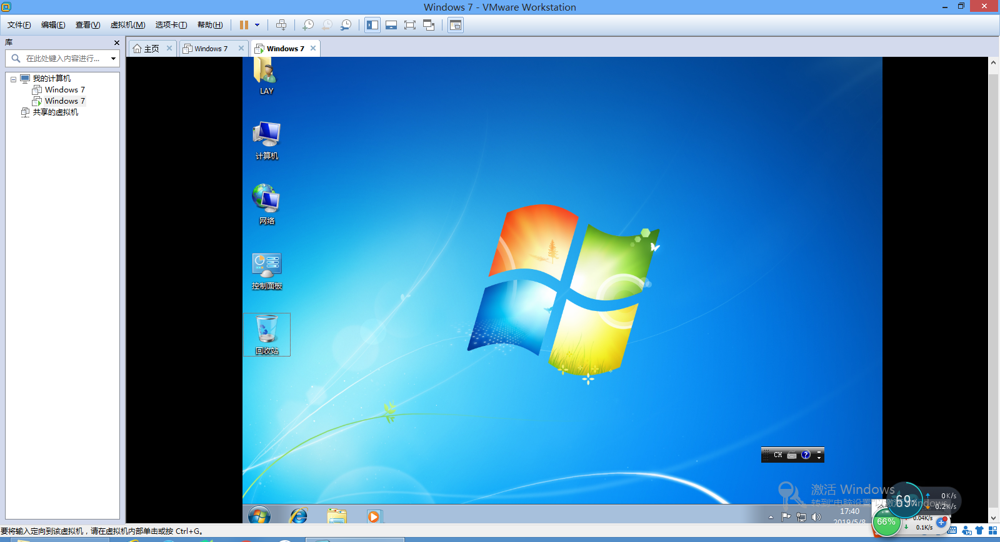 Windows 7 - VMware Workstation
文件(F) 编辑(E) 查看(V) 虚拟机(M) 选项卡(T) 帮助(H)
库
主页 Windows 7 Windows 7
在此处键入内容进行...
我的计算机
Windows 7
Windows 7
共享的虚拟机
LAY
计算机
网络
控制面板
回收站
CH
激活 Windows
转到"电脑设置"以激活 Windows
69%
0K/s
0.2K/s
17:40
2019/5/8
66%
0.04K/s
0.1K/s
要将输入定向到该虚拟机，请在虚拟机内部单击或按 Ctrl+G。